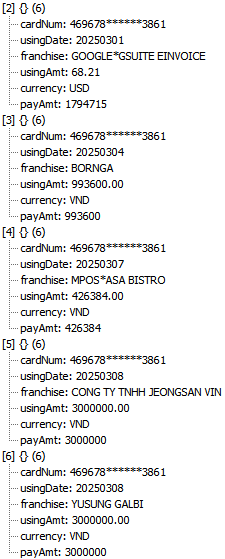 [2] {} (6)
cardNum: 469678******3861
usingDate: 20250301
franchise: GOOGLE*GSUITE EINVOICE
usingAmt: 68.21
currency: USD
payAmt: 1794715
[3] {} (6)
cardNum: 469678******3861
usingDate: 20250304
franchise: BORNGA
usingAmt: 993600.00
currency: VND
payAmt: 993600
[4] {} (6)
cardNum: 469678******3861
usingDate: 20250307
franchise: MPOS*ASA BISTRO
usingAmt: 426384.00
currency: VND
payAmt: 426384
[5] {} (6)
cardNum: 469678******3861
usingDate: 20250308
franchise: CONG TY TNHH JEONGSAN VIN
usingAmt: 3000000.00
currency: VND
payAmt: 3000000
[6] {} (6)
cardNum: 469678******3861
usingDate: 20250308
franchise: YUSUNG GALBI
usingAmt: 3000000.00
currency: VND
payAmt: 3000000